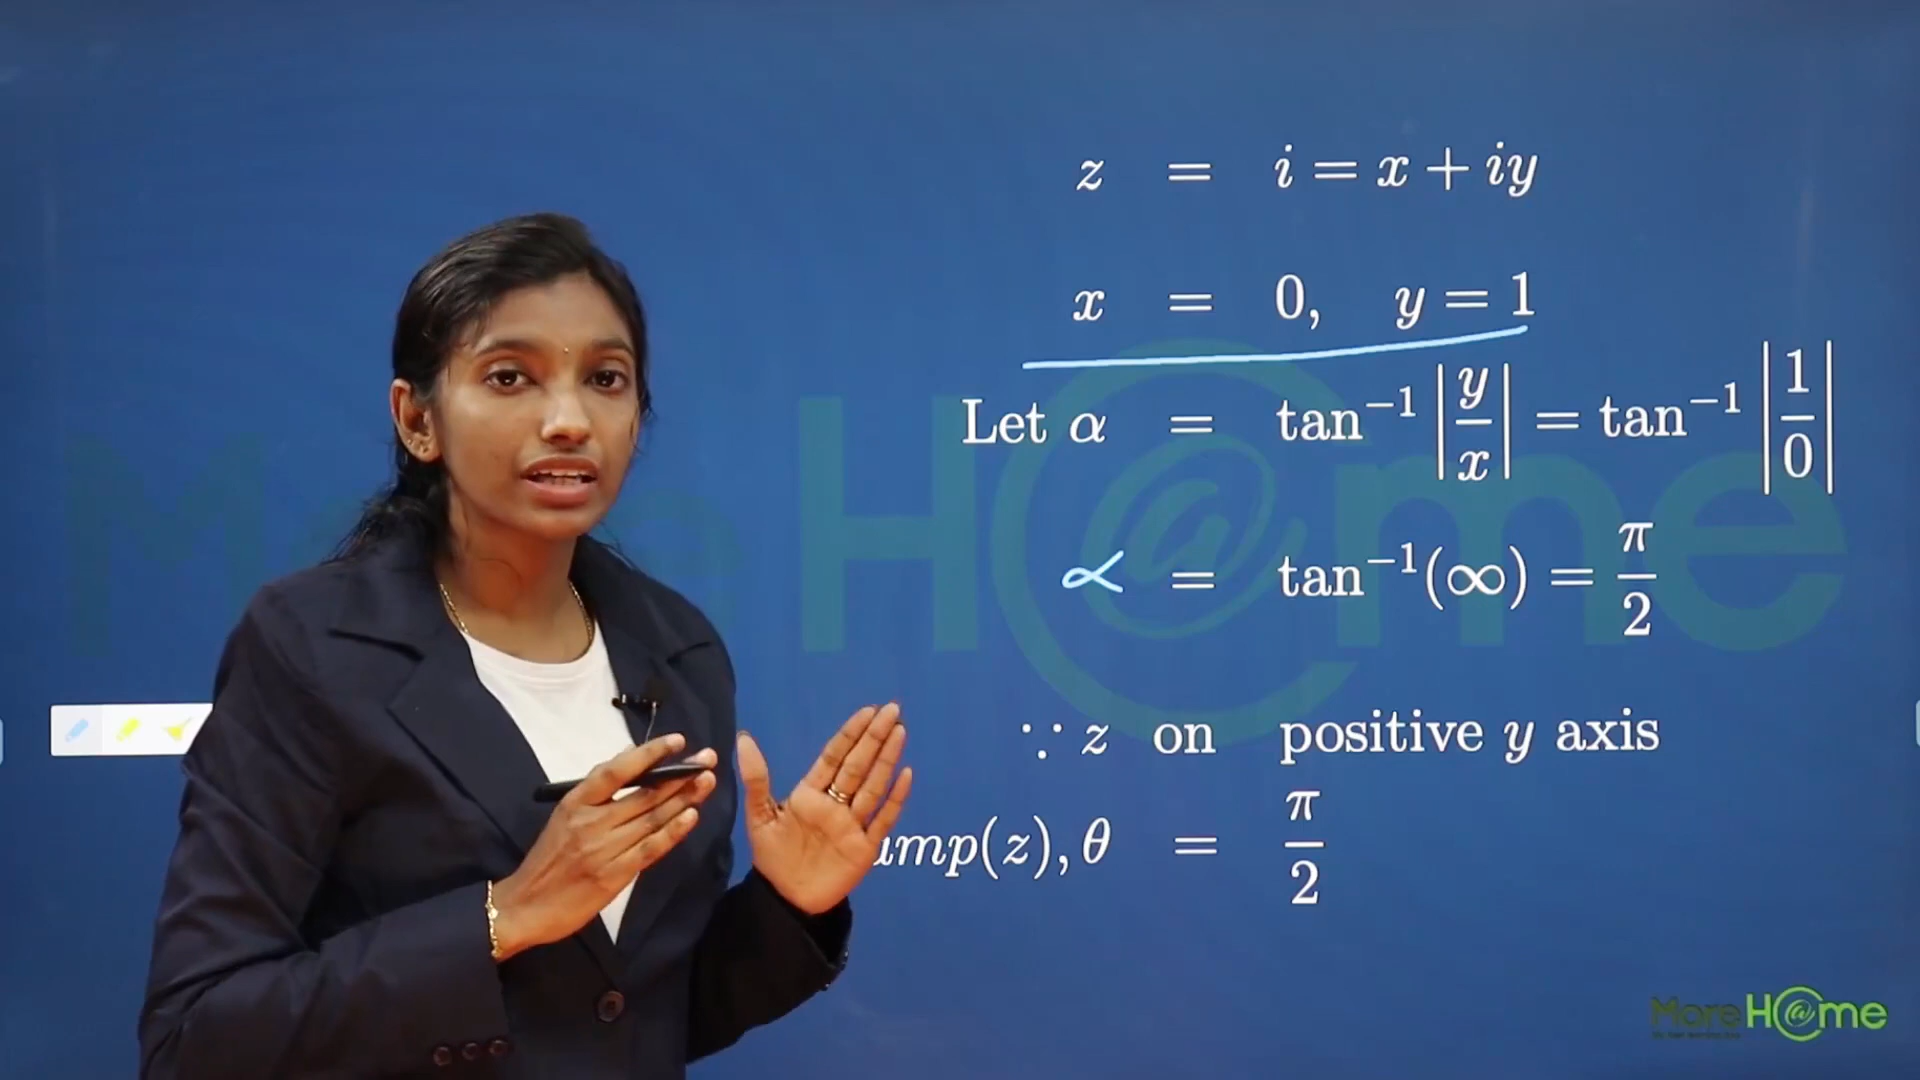 z = i = x + iy
x = 0, y = 1
Let α = tan⁻¹ |y/x| = tan⁻¹ |1/0|
α = tan⁻¹(∞) = π/2
∵ z on positive y axis
amp(z), θ = π/2
MoreH@me